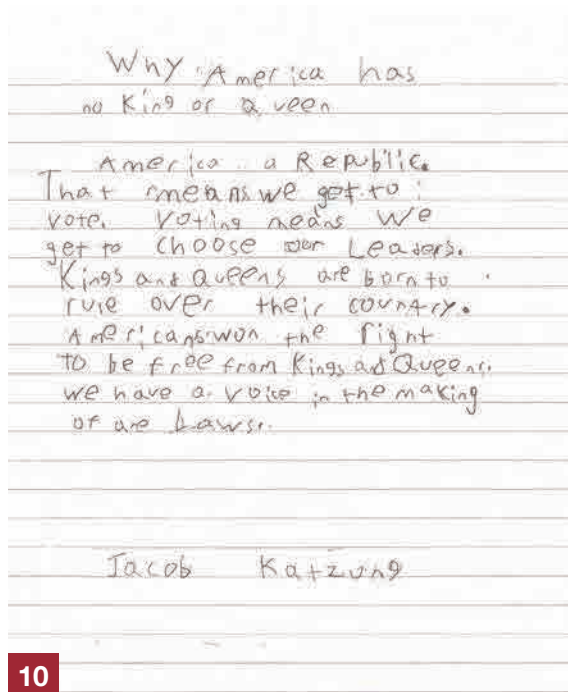 Why America has
no King or Queen
America a Republic.
That means we get to
vote. Voting means we
get to choose our Leaders.
Kings and Queens are born to
rule over their country.
Americans won the right
to be free from Kings and Queens.
we have a voice in the making
of are Laws.
Jacob Katzung
10